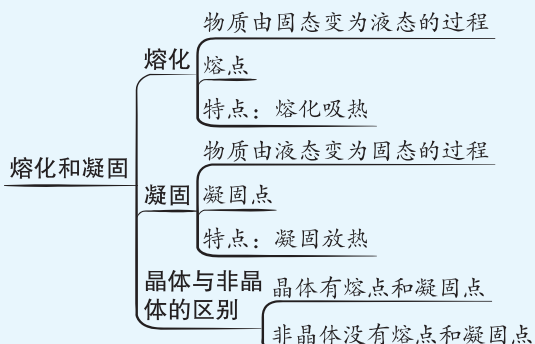 物质由固态变为液态的过程
熔化
熔点
特点：熔化吸热
物质由液态变为固态的过程
熔化和凝固
凝固
凝固点
特点：凝固放热
晶体与非晶
体的区别
晶体有熔点和凝固点
非晶体没有熔点和凝固点